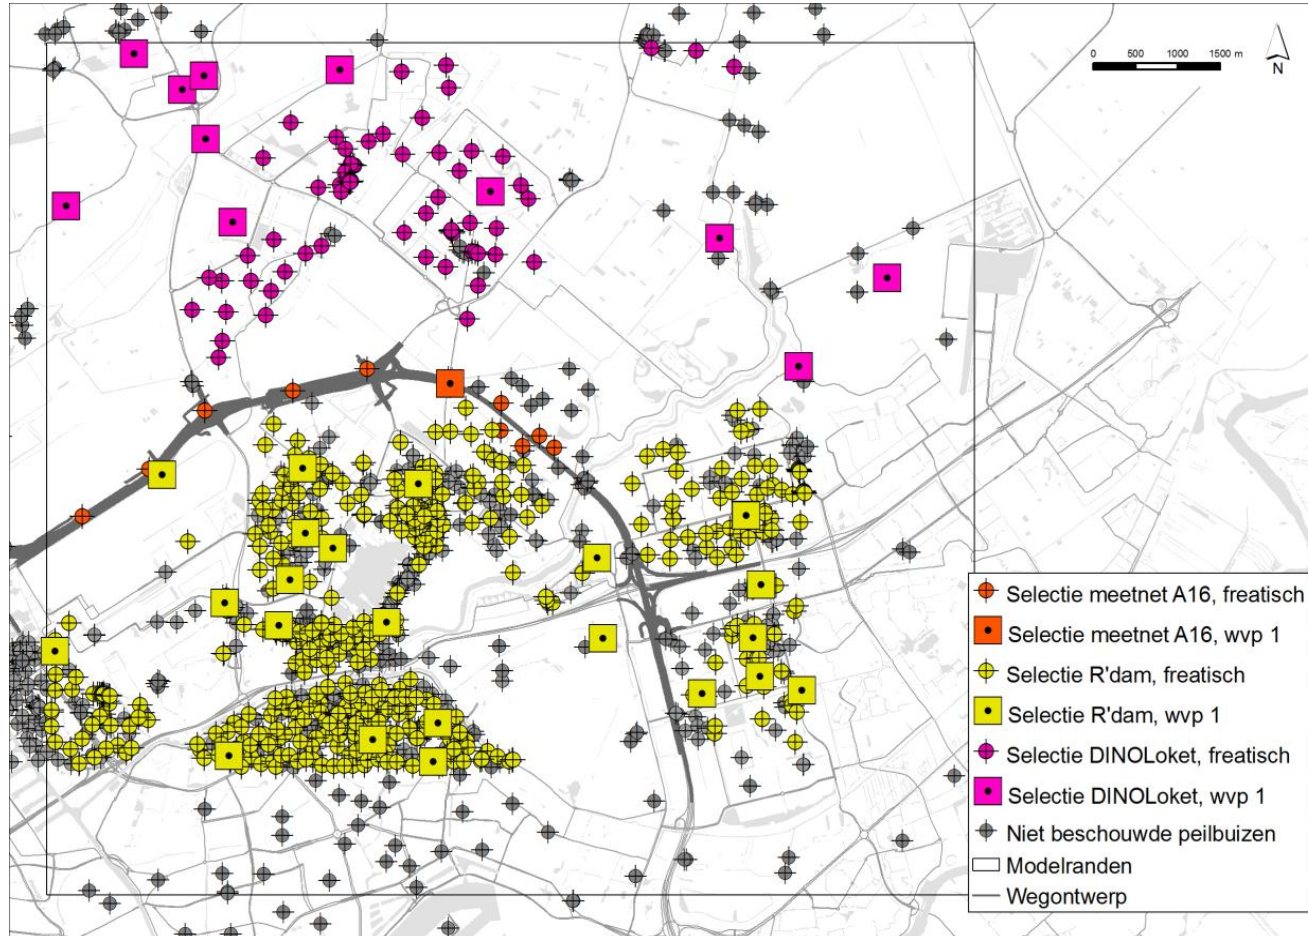 0 500 1000 1500 m
N
Selectie meetnet A16, freatisch
Selectie meetnet A16, wvp 1
Selectie R'dam, freatisch
Selectie R'dam, wvp 1
Selectie DINOLoket, freatisch
Selectie DINOLoket, wvp 1
Niet beschouwde peilbuizen
Modelranden
Wegontwerp